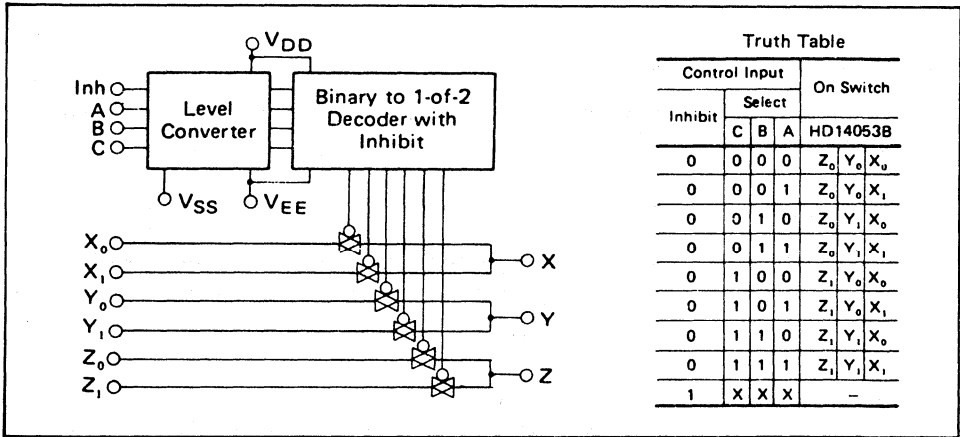 V_DD
Inh
A
B
C
Level
Converter
Binary to 1-of-2
Decoder with
Inhibit
V_SS
V_EE
X₀
X₁
X
Y₀
Y₁
Y
Z₀
Z₁
Z
Truth Table
Control Input On Switch
Inhibit Select
C B A HD14053B
0 0 0 0 Z₀ Y₀ X₀
0 0 0 1 Z₀ Y₀ X₁
0 0 1 0 Z₀ Y₁ X₀
0 0 1 1 Z₀ Y₁ X₁
0 1 0 0 Z₁ Y₀ X₀
0 1 0 1 Z₁ Y₀ X₁
0 1 1 0 Z₁ Y₁ X₀
0 1 1 1 Z₁ Y₁ X₁
1 X X X –